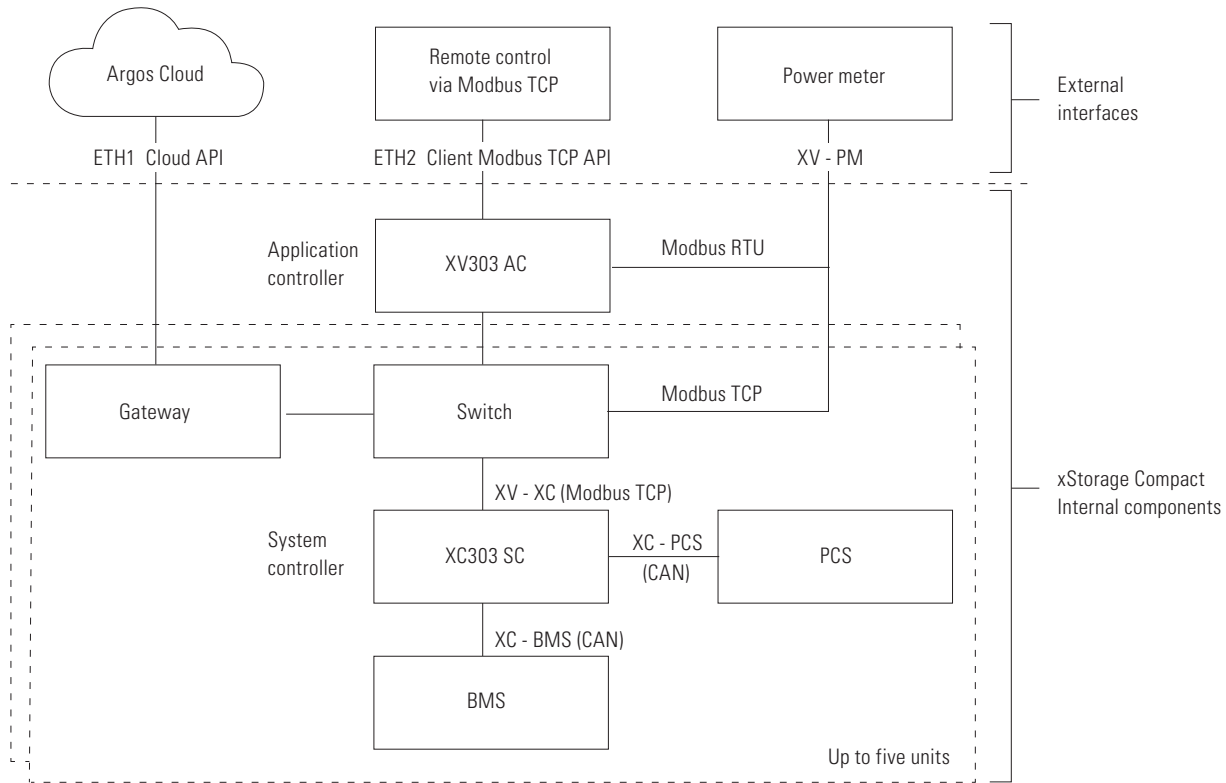 Argos Cloud
Remote control
via Modbus TCP
Power meter
External
interfaces
ETH1 Cloud API
ETH2 Client Modbus TCP API
XV - PM
Application
controller
XV303 AC
Modbus RTU
Gateway
Switch
Modbus TCP
XV - XC (Modbus TCP)
xStorage Compact
Internal components
System
controller
XC303 SC
XC - PCS
(CAN)
PCS
XC - BMS (CAN)
BMS
Up to five units